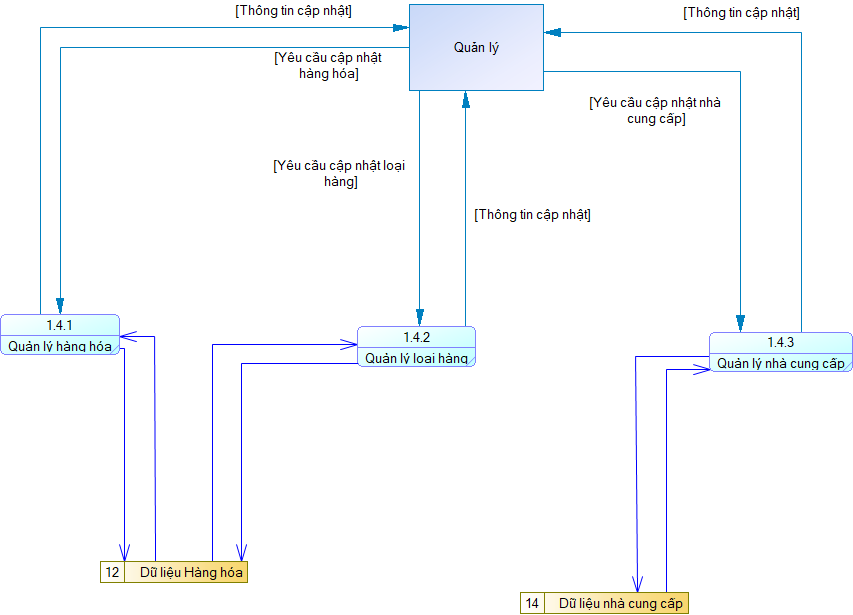 [Thông tin cập nhật]
[Thông tin cập nhật]
Quản lý
[Yêu cầu cập nhật
hàng hóa]
[Yêu cầu cập nhật nhà
cung cấp]
[Yêu cầu cập nhật loại
hàng]
[Thông tin cập nhật]
1.4.1
Quản lý hàng hóa
1.4.2
Quản lý loại hàng
1.4.3
Quản lý nhà cung cấp
12 Dữ liệu Hàng hóa
14 Dữ liệu nhà cung cấp